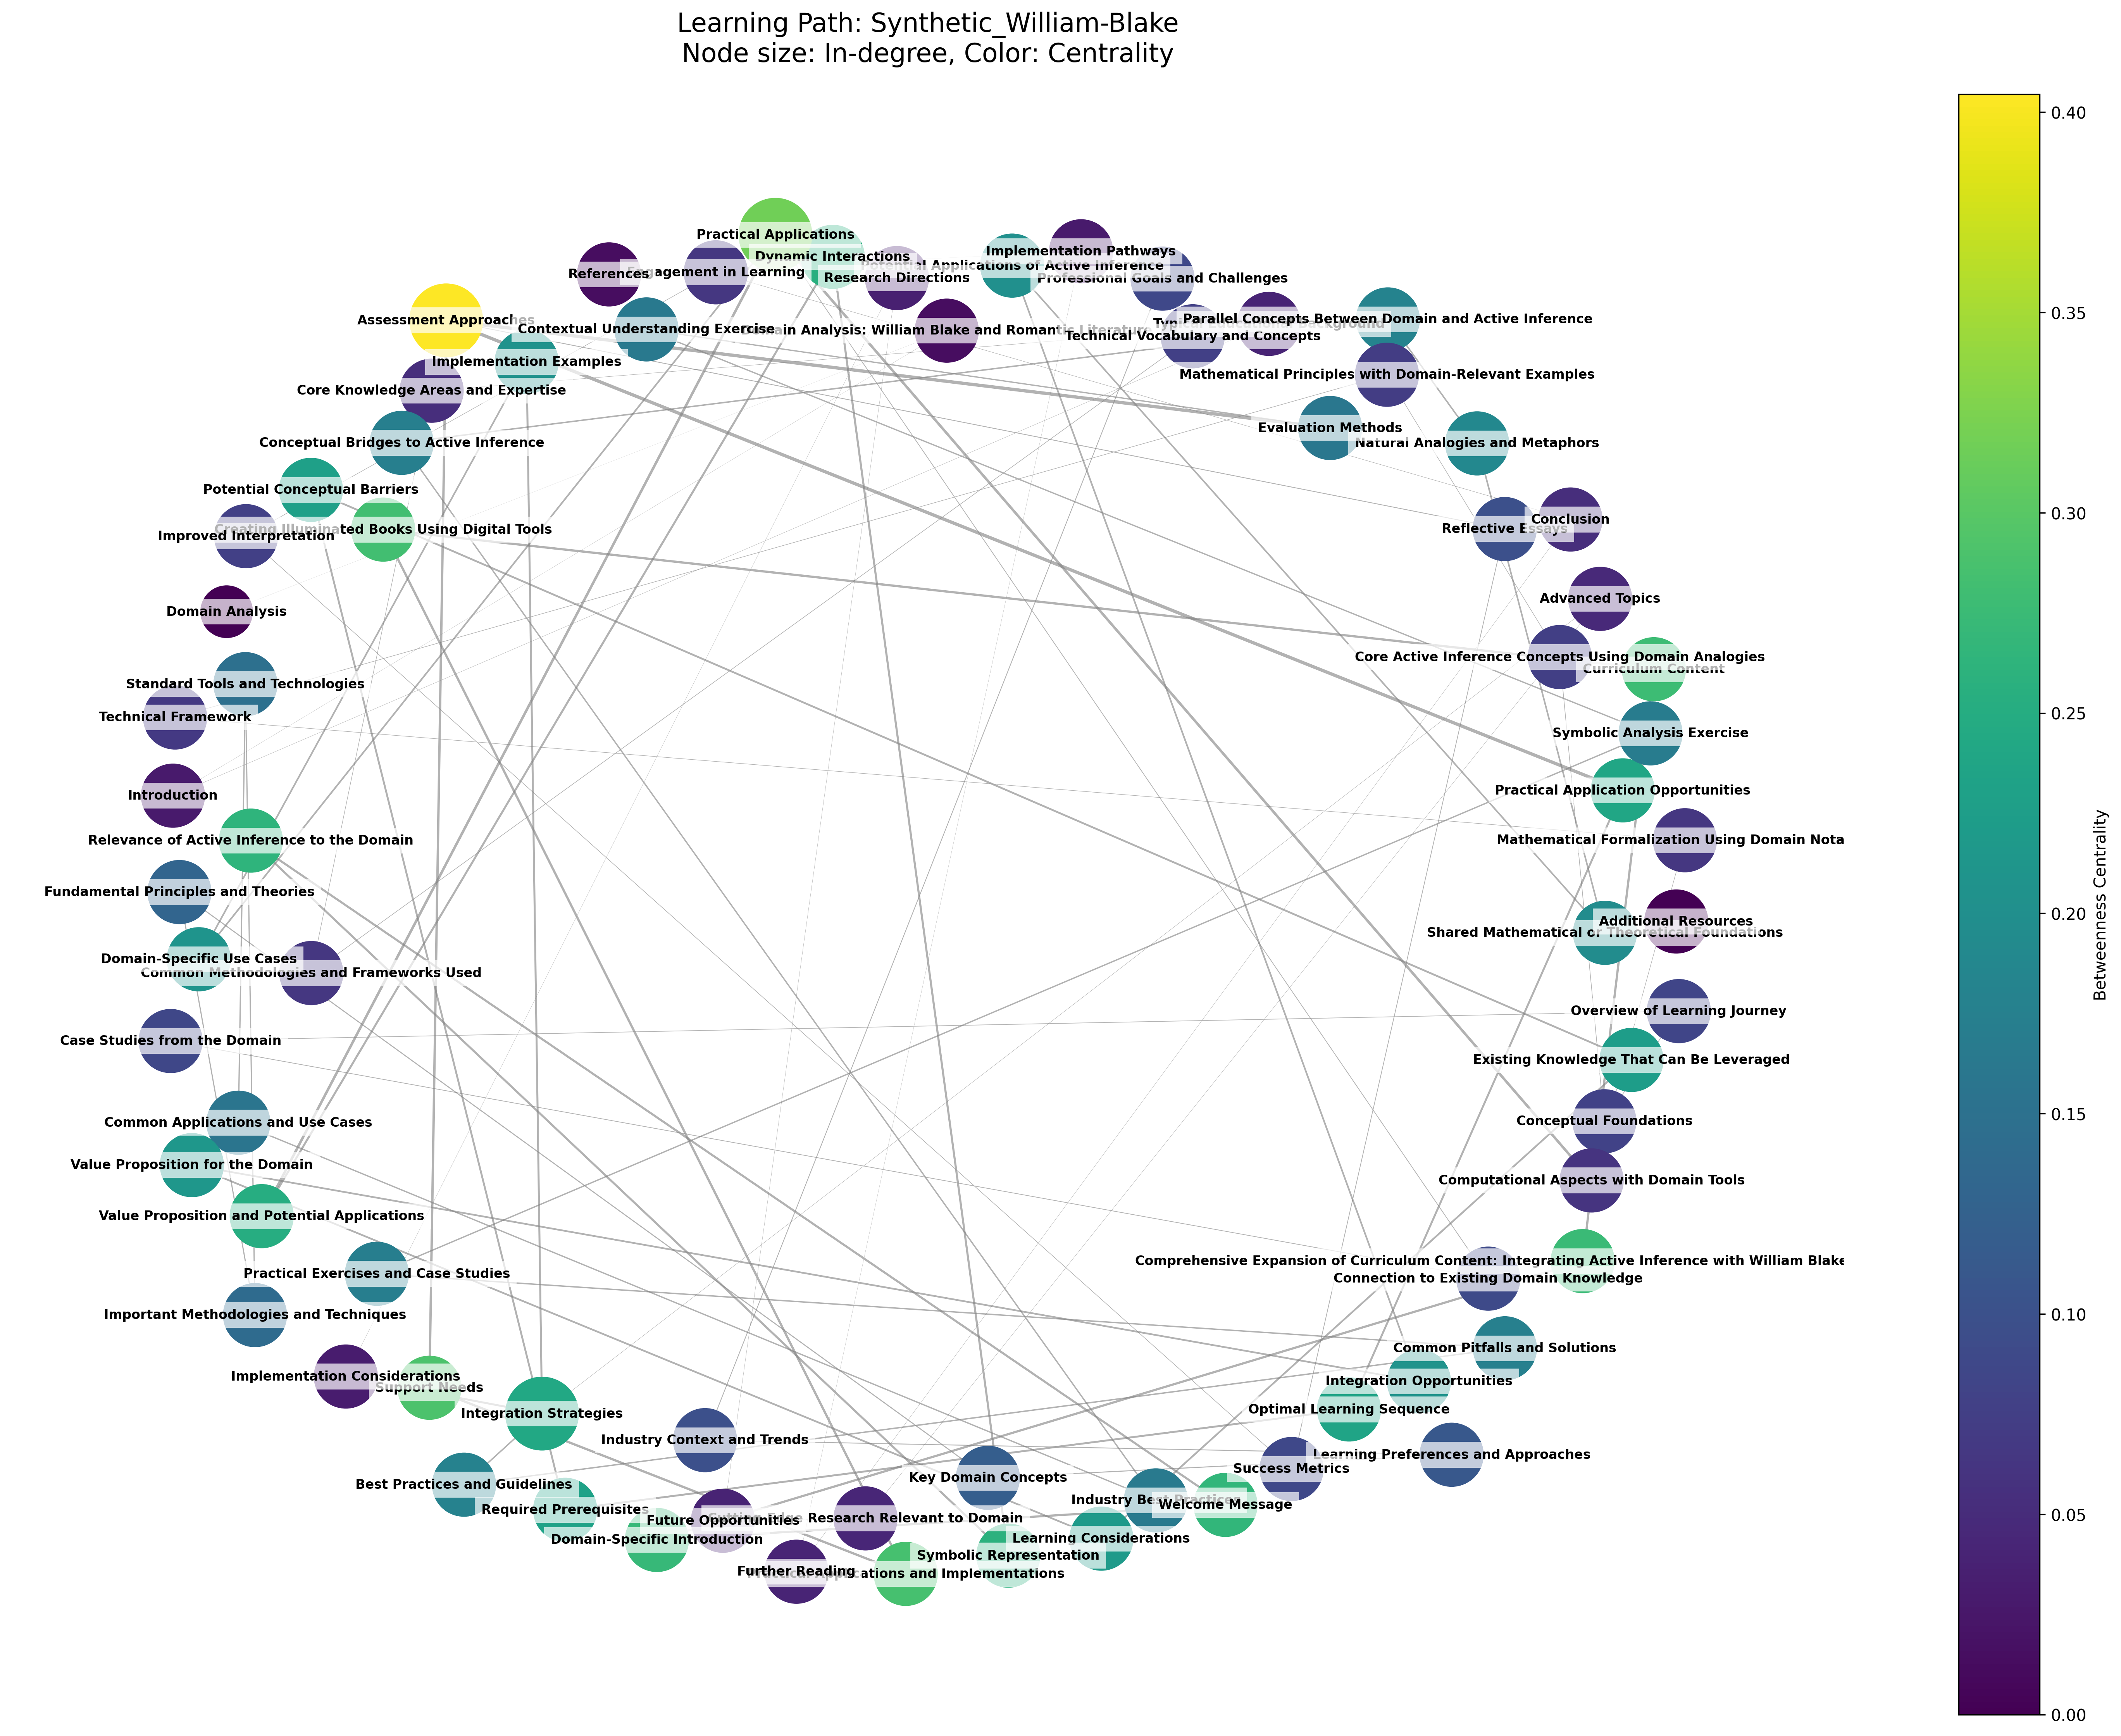 Learning Path: Synthetic_William-Blake
Node size: In-degree, Color: Centrality
Practical Applications
Dynamic Interactions
Implementation Pathways
Potential Applications of Active Inference
References
Engagement in Learning
Research Directions
Professional Goals and Challenges
Assessment Approaches
Contextual Understanding Exercise
Domain Analysis: William Blake and Romantic Literature
Parallel Concepts Between Domain and Active Inference
Technical Vocabulary and Concepts
Implementation Examples
Core Knowledge Areas and Expertise
Mathematical Principles with Domain-Relevant Examples
Evaluation Methods
Conceptual Bridges to Active Inference
Natural Analogies and Metaphors
Potential Conceptual Barriers
Creating Illuminated Books Using Digital Tools
Improved Interpretation
Reflective Essays
Conclusion
Domain Analysis
Advanced Topics
Core Active Inference Concepts Using Domain Analogies
Curriculum Content
Standard Tools and Technologies
Technical Framework
Symbolic Analysis Exercise
Introduction
Practical Application Opportunities
Relevance of Active Inference to the Domain
Mathematical Formalization Using Domain Nota
Fundamental Principles and Theories
Additional Resources
Shared Mathematical or Theoretical Foundations
Domain-Specific Use Cases
Common Methodologies and Frameworks Used
Overview of Learning Journey
Case Studies from the Domain
Existing Knowledge That Can Be Leveraged
Common Applications and Use Cases
Conceptual Foundations
Value Proposition for the Domain
Computational Aspects with Domain Tools
Value Proposition and Potential Applications
Comprehensive Expansion of Curriculum Content: Integrating Active Inference with William Blake
Connection to Existing Domain Knowledge
Practical Exercises and Case Studies
Important Methodologies and Techniques
Common Pitfalls and Solutions
Implementation Considerations
Support Needs
Integration Opportunities
Integration Strategies
Optimal Learning Sequence
Industry Context and Trends
Learning Preferences and Approaches
Success Metrics
Key Domain Concepts
Best Practices and Guidelines
Industry Best Practices
Welcome Message
Required Prerequisites
Future Opportunities
Research Relevant to Domain
Domain-Specific Introduction
Learning Considerations
Symbolic Representation
Further Reading
Practical Applications and Implementations
0.40
0.35
0.30
0.25
0.20
0.15
0.10
0.05
0.00
Betweenness Centrality